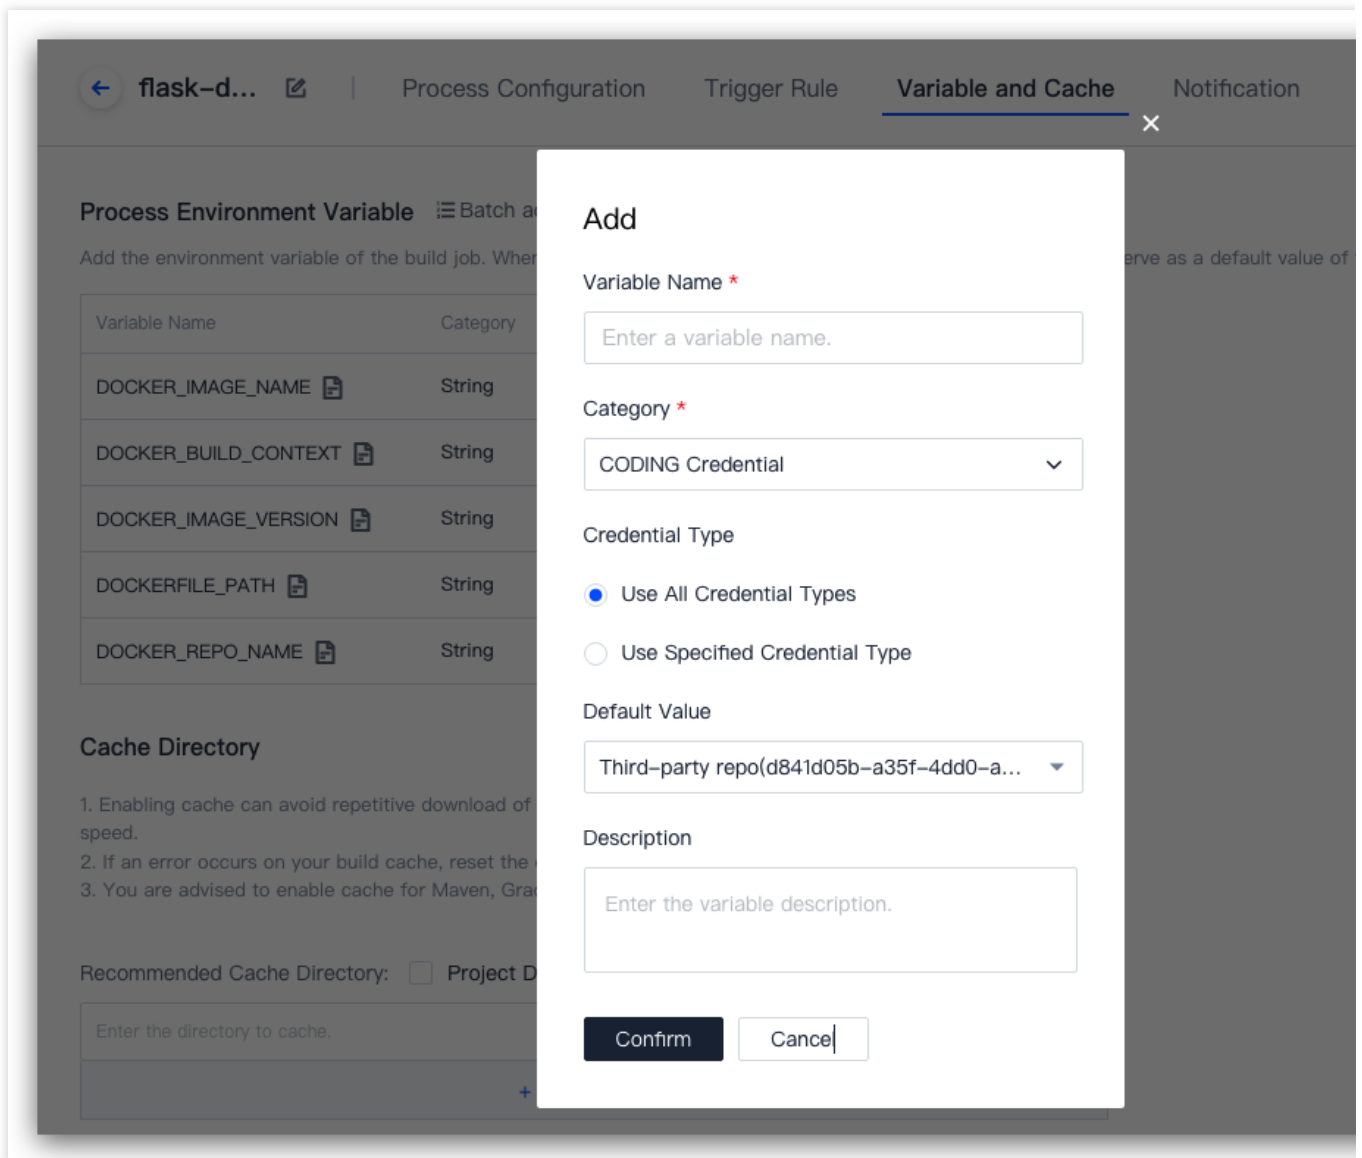 flask-d...
Process Configuration
Trigger Rule
Variable and Cache
Notification
Process Environment Variable
Batch
Add the environment variable of the build job.
erve as a default value of
Variable Name
Category
DOCKER_IMAGE_NAME
String
DOCKER_BUILD_CONTEXT
String
DOCKER_IMAGE_VERSION
String
DOCKERFILE_PATH
String
DOCKER_REPO_NAME
String
Cache Directory
1. Enabling cache can avoid repetitive download of
speed.
2. If an error occurs on your build cache, reset the
3. You are advised to enable cache for Maven,
Recommended Cache Directory:
Project
Enter the directory to cache.
+
Add
Variable Name *
Enter a variable name.
Category *
CODING Credential
Credential Type
Use All Credential Types
Use Specified Credential Type
Default Value
Third-party repo(d841d05b-a35f-4dd0-a...
Description
Enter the variable description.
Confirm
Cancel